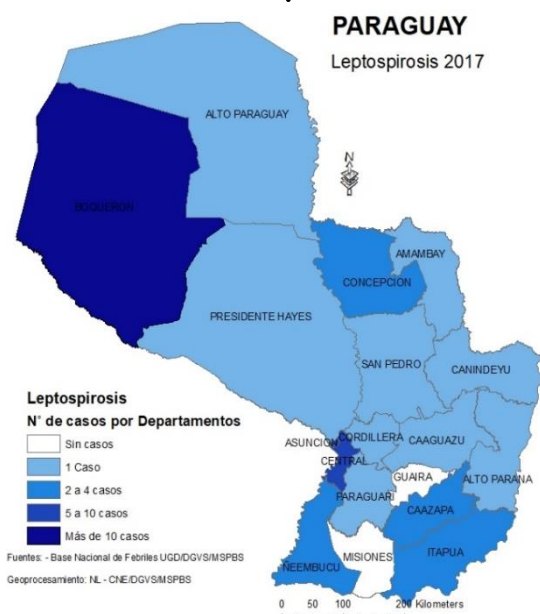 PARAGUAY
Leptospirosis 2017
N
ALTO PARAGUAY
BOQUERON
AMAMBAY
CONCEPCIÓN
PRESIDENTE HAYES
SAN PEDRO
CANINDEYU
Leptospirosis
N° de casos por Departamentos
Sin casos
1 Caso
2 a 4 casos
5 a 10 casos
Más de 10 casos
ASUNCION
CORDILLERA
CAAGUAZU
CENTRAL
GUAIRA
ALTO PARANA
PARAGUARI
CAAZAPA
ITAPUA
MISIONES
ÑEEMBUCU
Fuentes: - Base Nacional de Febriles UGD/DGVS/MSPBS
Geoprocesamiento: NL - CNE/DGVS/MSPBS
0 50 100 200 Kilometers